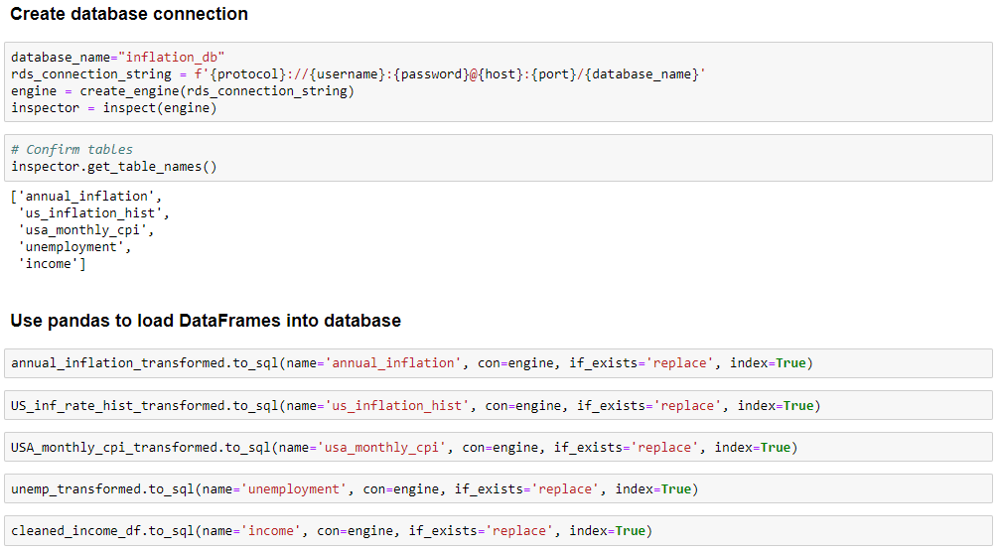 Create database connection
database_name="inflation_db"
rds_connection_string = f'{protocol}://{username}:{password}@{host}:{port}/{database_name}'
engine = create_engine(rds_connection_string)
inspector = inspect(engine)
# Confirm tables
inspector.get_table_names()
['annual_inflation',
 'us_inflation_hist',
 'usa_monthly_cpi',
 'unemployment',
 'income']
Use pandas to load DataFrames into database
annual_inflation_transformed.to_sql(name='annual_inflation', con=engine, if_exists='replace', index=True)
US_inf_rate_hist_transformed.to_sql(name='us_inflation_hist', con=engine, if_exists='replace', index=True)
USA_monthly_cpi_transformed.to_sql(name='usa_monthly_cpi', con=engine, if_exists='replace', index=True)
unemp_transformed.to_sql(name='unemployment', con=engine, if_exists='replace', index=True)
cleaned_income_df.to_sql(name='income', con=engine, if_exists='replace', index=True)